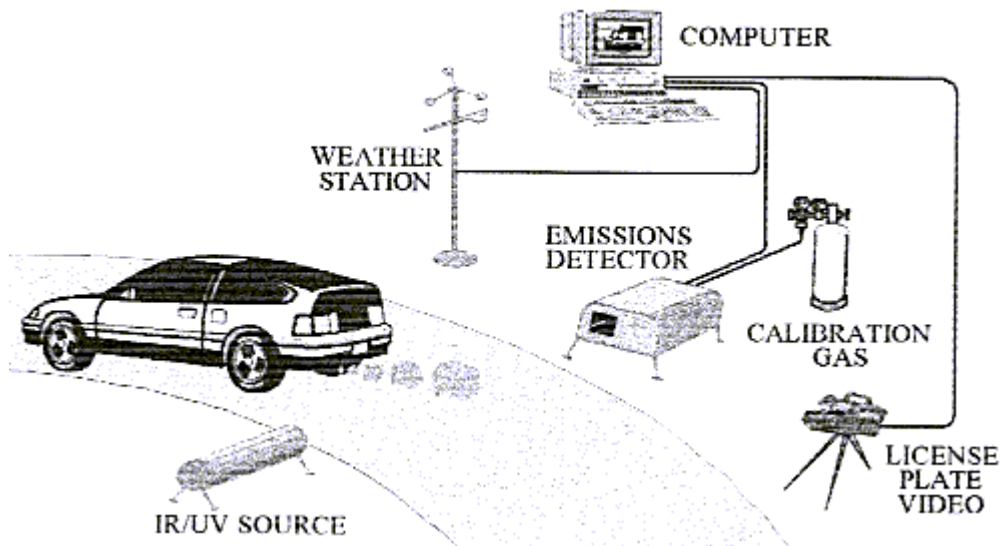 COMPUTER
WEATHER
STATION
EMISSIONS
DETECTOR
CALIBRATION
GAS
LICENSE
PLATE
VIDEO
IR/UV SOURCE